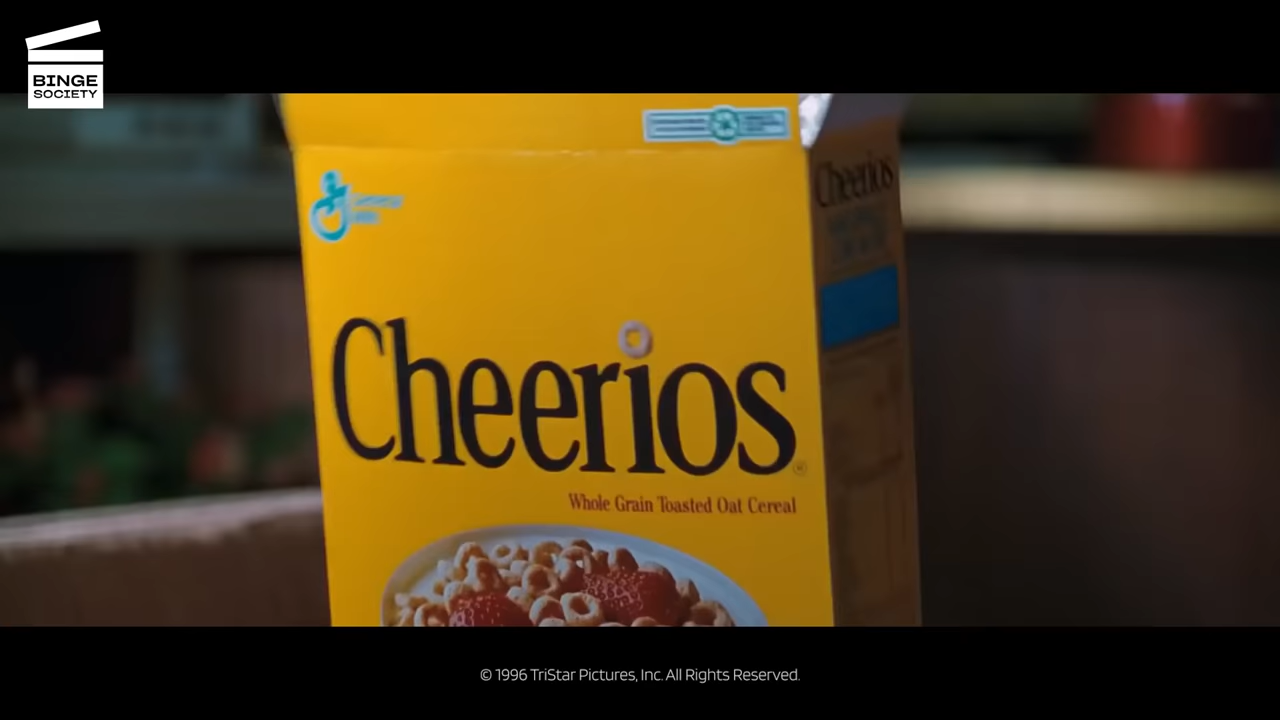 BINGE
SOCIETY
Cheerios
Cheerios
Whole Grain Toasted Oat Cereal
© 1996 TriStar Pictures, Inc. All Rights Reserved.